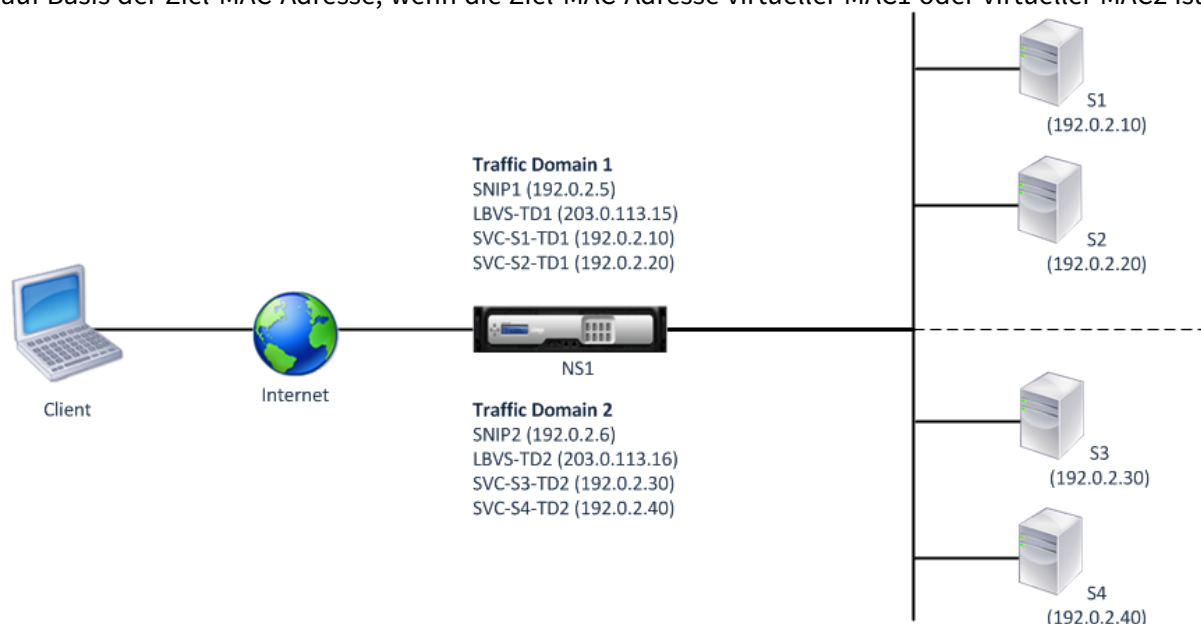 auf Basis der Ziel-MAC-Adresse, wenn die Ziel-MAC-Adresse virtueller MAC1 oder virtueller MAC2 ist
S1
(192.0.2.10)
Traffic Domain 1
SNIP1 (192.0.2.5)
LBVS-TD1 (203.0.113.15)
SVC-S1-TD1 (192.0.2.10)
SVC-S2-TD1 (192.0.2.20)
S2
(192.0.2.20)
NS1
Internet
Client
Traffic Domain 2
SNIP2 (192.0.2.6)
LBVS-TD2 (203.0.113.16)
SVC-S3-TD2 (192.0.2.30)
SVC-S4-TD2 (192.0.2.40)
S3
(192.0.2.30)
S4
(192.0.2.40)